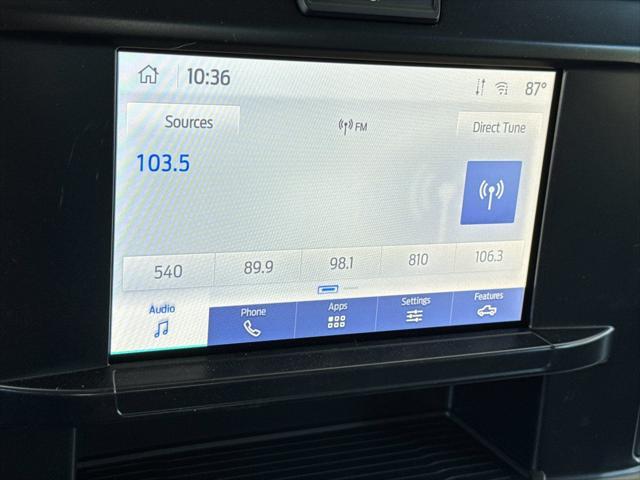 10:36 87°
Sources FM Direct Tune
103.5
540 89.9 98.1 810 106.3
Audio Phone Apps Settings Features